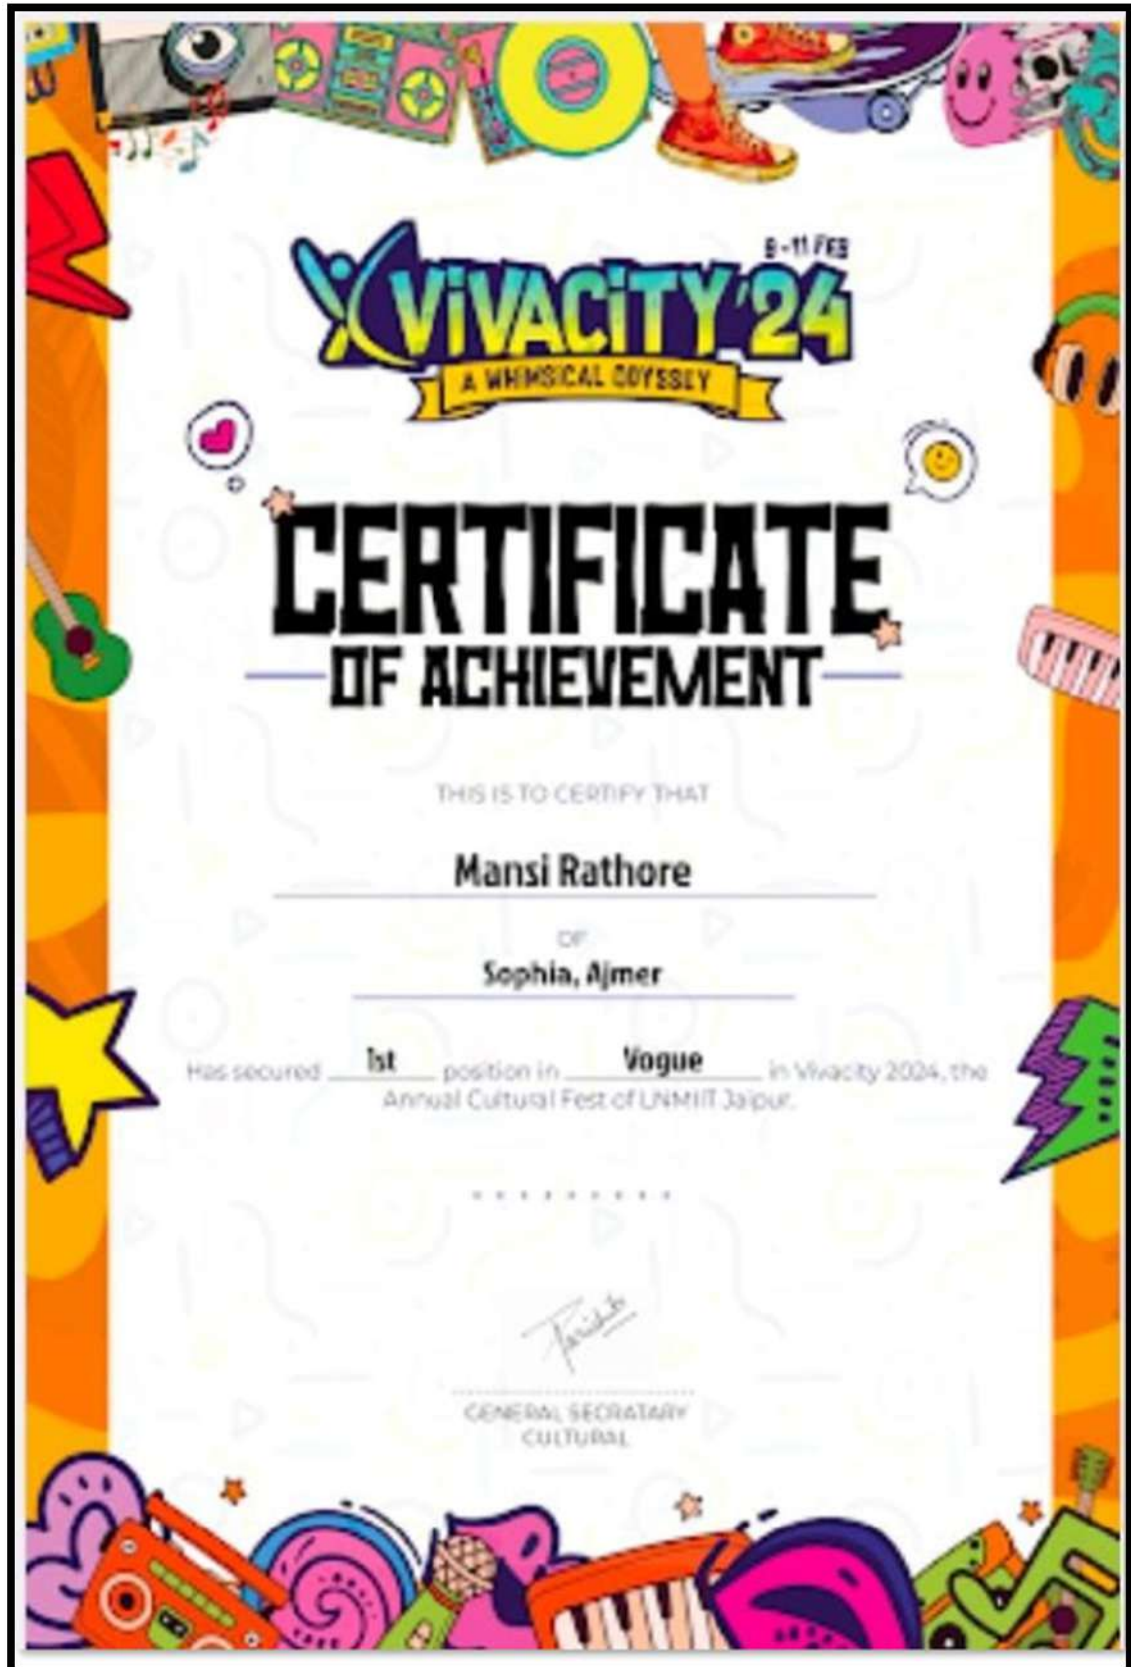 8-11 FEB
ViVACiTY'24
A WHIMSICAL ODYSSEY
CERTIFICATE
OF ACHIEVEMENT
THIS IS TO CERTIFY THAT
Mansi Rathore
OF
Sophia, Ajmer
Has secured 1st position in Vogue in Vivacity 2024, the
Annual Cultural Fest of LNMIIT Jaipur.
GENERAL SECRATARY
CULTURAL